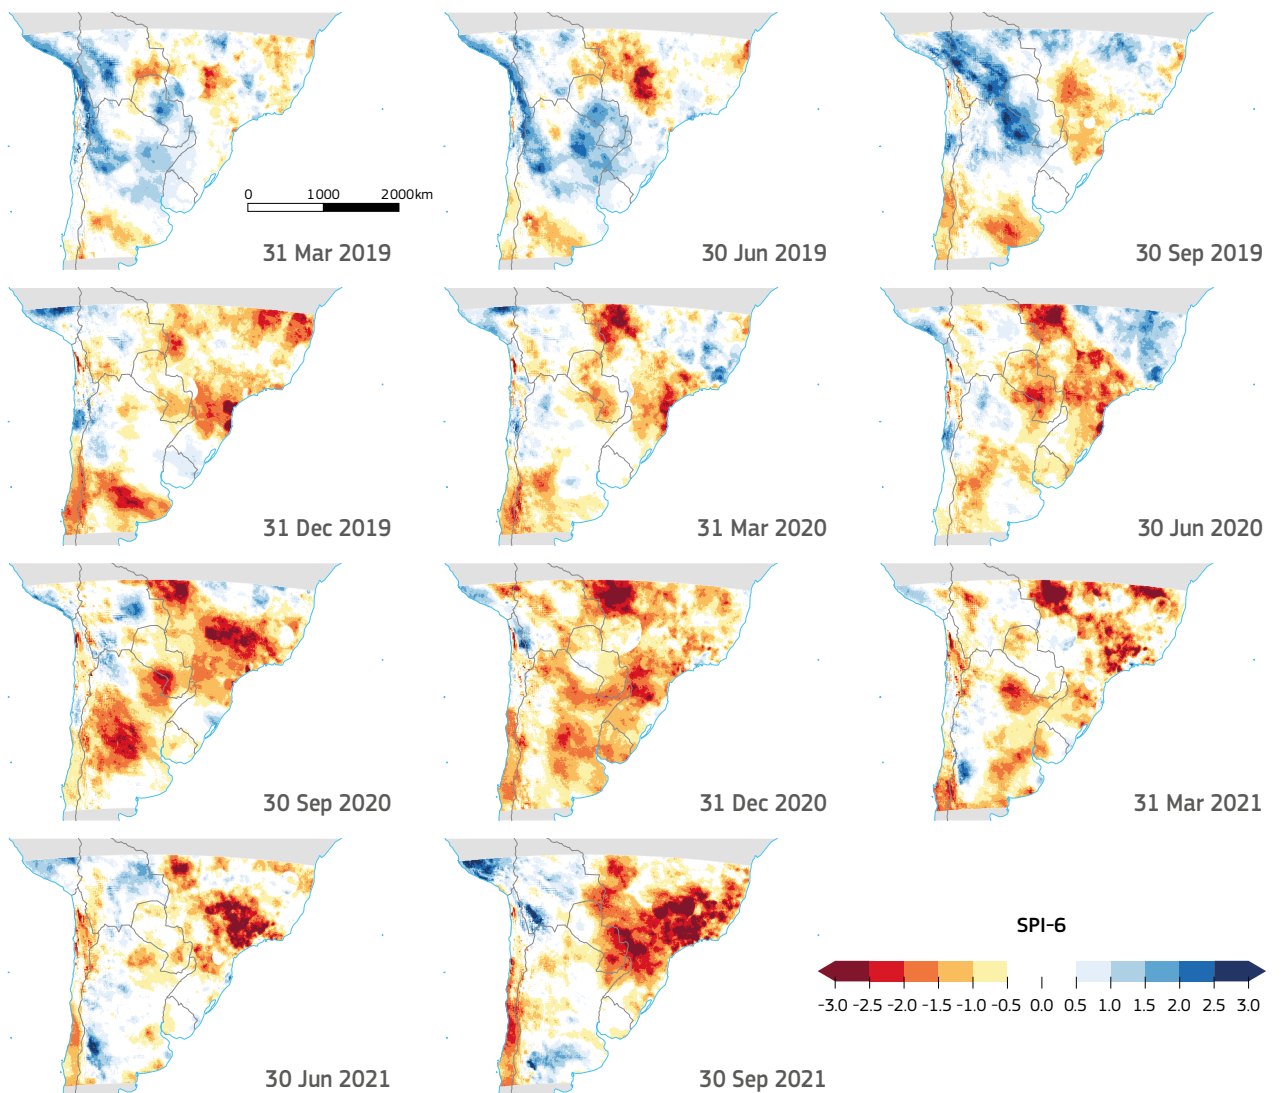 0 1000 2000km
31 Mar 2019
30 Jun 2019
30 Sep 2019
31 Dec 2019
31 Mar 2020
30 Jun 2020
30 Sep 2020
31 Dec 2020
31 Mar 2021
30 Jun 2021
30 Sep 2021
SPI-6
-3.0 -2.5 -2.0 -1.5 -1.0 -0.5 0.0 0.5 1.0 1.5 2.0 2.5 3.0